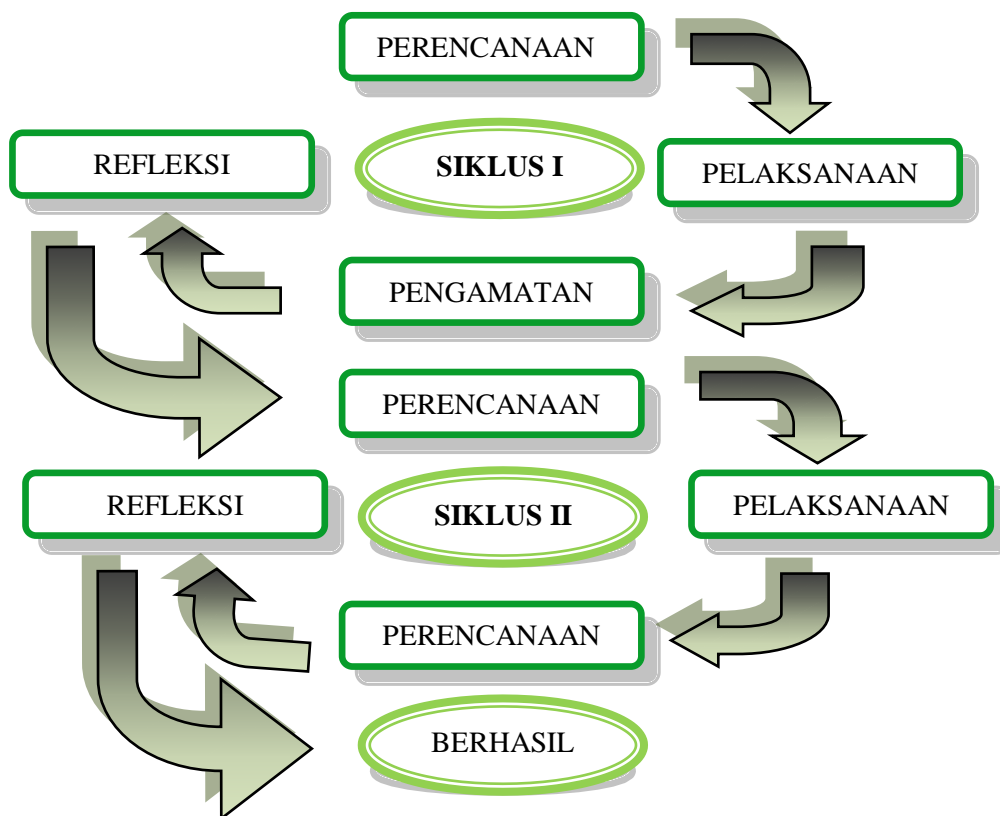 PERENCANAAN
REFLEKSI
SIKLUS I
PELAKSANAAN
PENGAMATAN
PERENCANAAN
REFLEKSI
SIKLUS II
PELAKSANAAN
PERENCANAAN
BERHASIL